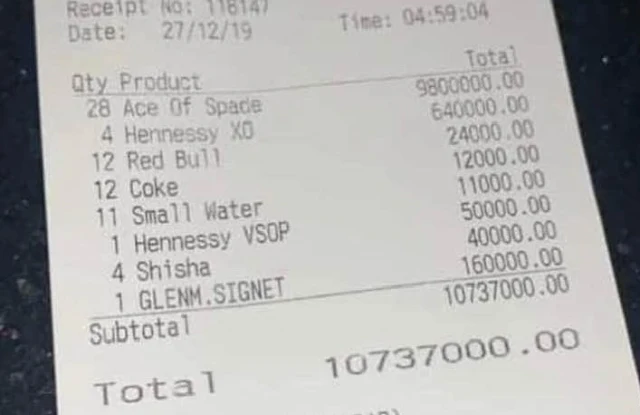 Receipt No: 118147
Date: 27/12/19 Time: 04:59:04
Total
Qty Product
28 Ace Of Spade 9800000.00
4 Hennessy XO 640000.00
12 Red Bull 24000.00
12 Coke 12000.00
11 Small Water 11000.00
1 Hennessy VSOP 50000.00
4 Shisha 40000.00
1 GLENM.SIGNET 160000.00
Subtotal 10737000.00
Total 10737000.00